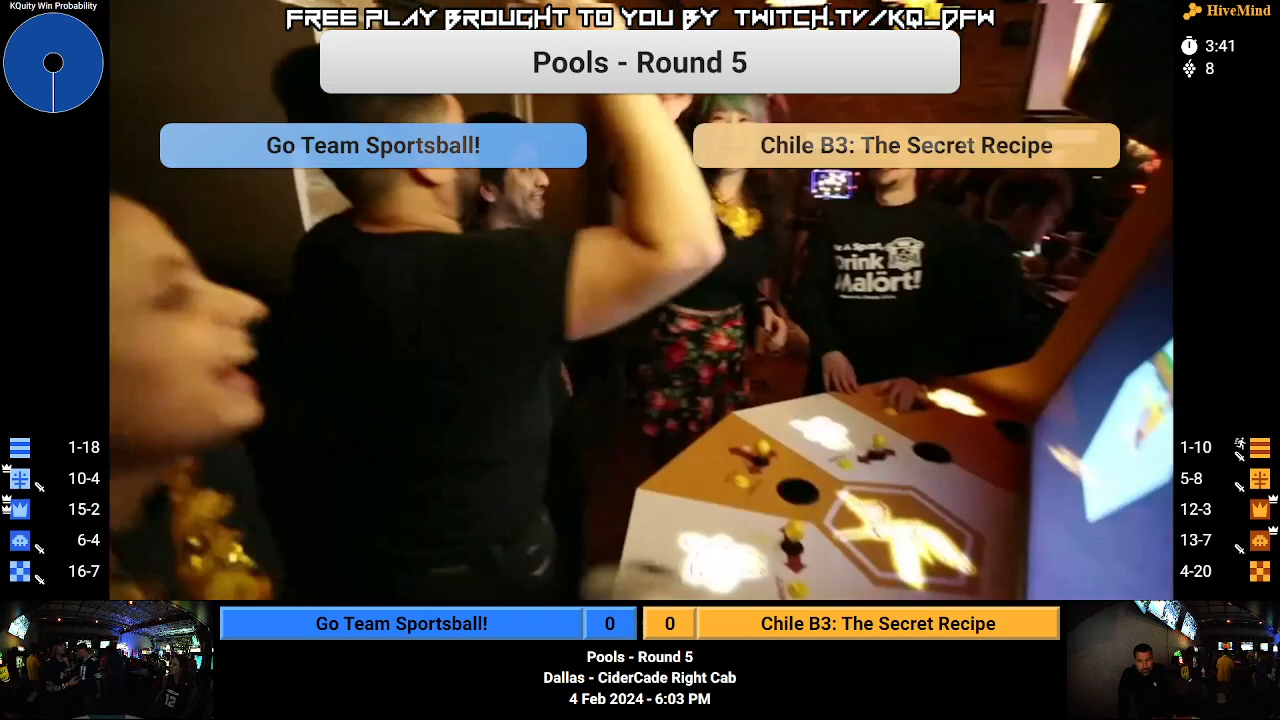 KQuity Win Probability
FREE PLAY BROUGHT TO YOU BY TWITCH.TV/KQ_DFW
HiveMind
3:41
8
Pools - Round 5
Go Team Sportsball!
Chile B3: The Secret Recipe
Drink
Malört!
1-18
10-4
15-2
6-4
16-7
1-10
5-8
12-3
13-7
4-20
Go Team Sportsball! 0
0 Chile B3: The Secret Recipe
Pools - Round 5
Dallas - CiderCade Right Cab
4 Feb 2024 - 6:03 PM
12